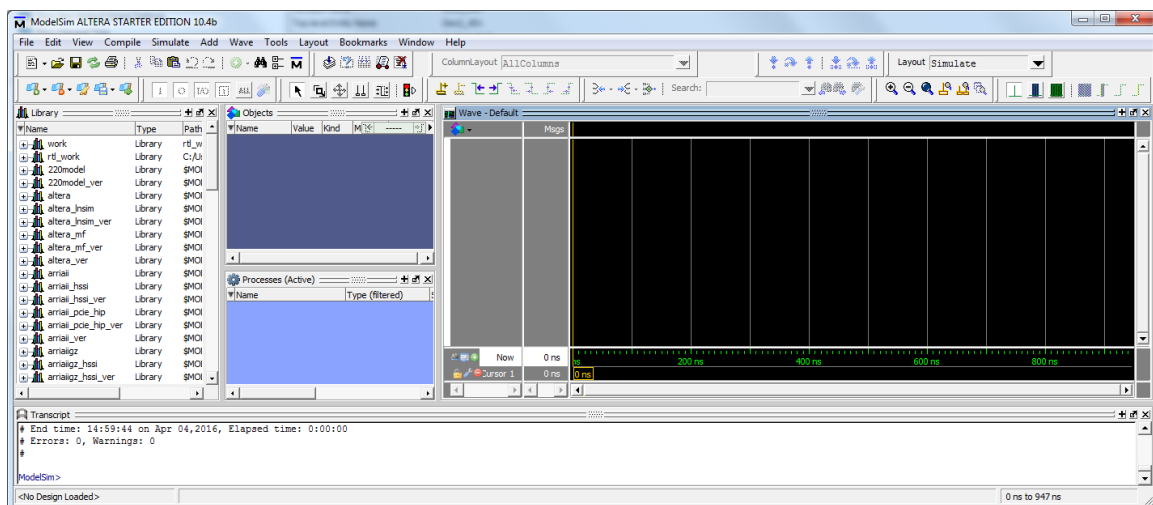 ModelSim ALTERA STARTER EDITION 10.4b
File Edit View Compile Simulate Add Wave Tools Layout Bookmarks Window Help
ColumnLayout AllColumns
Layout Simulate
Search:
Library
Name Type Path
work Library rtl_w
rtl_work Library C:/U
220model Library $MOI
220model_ver Library $MOI
altera Library $MOI
altera_lnsim Library $MOI
altera_lnsim_ver Library $MOI
altera_mf Library $MOI
altera_mf_ver Library $MOI
altera_ver Library $MOI
arriaii Library $MOI
arriaii_hssi Library $MOI
arriaii_hssi_ver Library $MOI
arriaii_pcie_hip Library $MOI
arriaii_pcie_hip_ver Library $MOI
arriaii_ver Library $MOI
arriaiigz Library $MOI
arriaiigz_hssi Library $MOI
arriaiigz_hssi_ver Library $MOI
Objects
Name Value Kind M
Processes (Active)
Name Type (filtered)
Wave - Default
Msgs
Now 0 ns
Cursor 1 0 ns
ns 200 ns 400 ns 600 ns 800 ns
0 ns
Transcript
# End time: 14:59:44 on Apr 04,2016, Elapsed time: 0:00:00
# Errors: 0, Warnings: 0
#
ModelSim>
<No Design Loaded>
0 ns to 947 ns